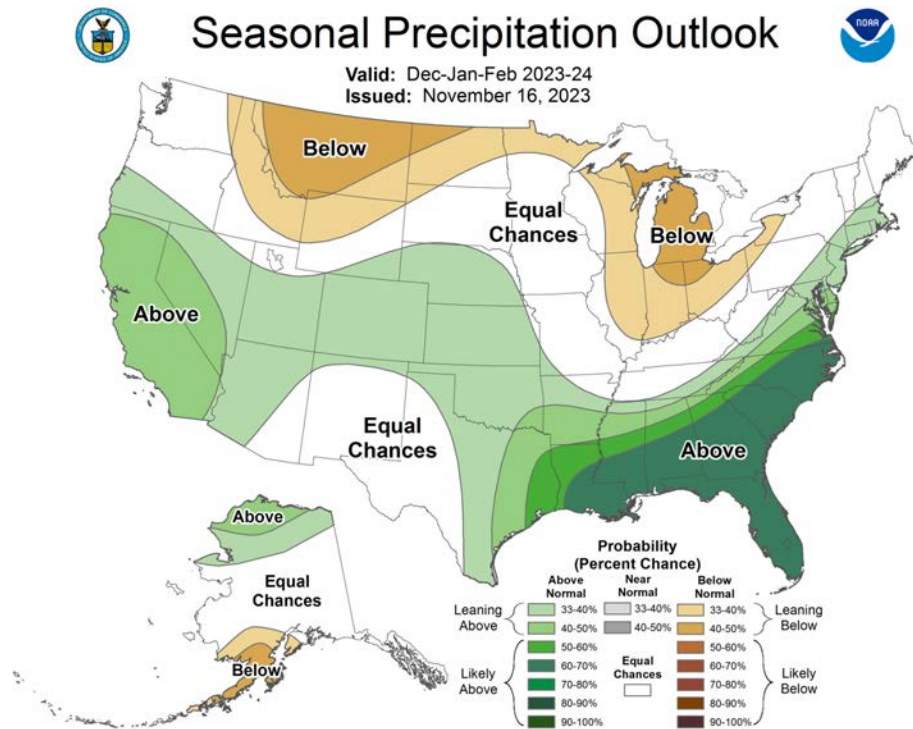 Seasonal Precipitation Outlook
NOAA
Valid: Dec-Jan-Feb 2023-24
Issued: November 16, 2023
Below
Equal
Chances
Below
Above
Equal
Chances
Above
Above
Equal
Chances
Below
Probability
(Percent Chance)
Above
Normal
Near
Normal
Below
Normal
Leaning
Above
33-40%
40-50%
33-40%
40-50%
33-40%
40-50%
Leaning
Below
Likely
Above
50-60%
60-70%
70-80%
80-90%
90-100%
Equal
Chances
50-60%
60-70%
70-80%
80-90%
90-100%
Likely
Below